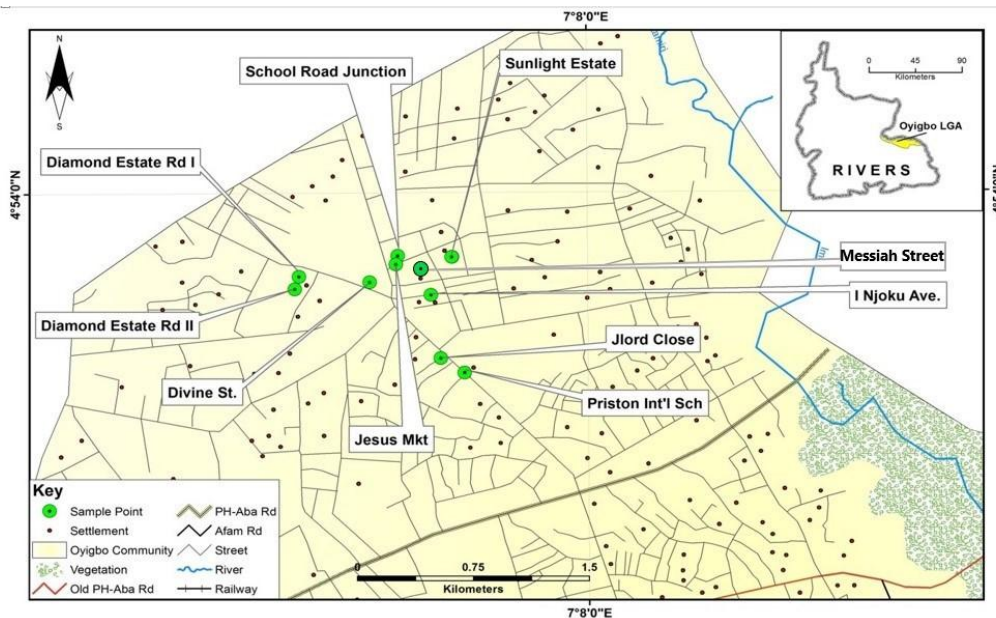 7°8'0"E
School Road Junction
Sunlight Estate
0 45 90
Kilometers
Oyigbo LGA
RIVERS
N
S
Diamond Estate Rd I
4°54'0"N
Messiah Street
I Njoku Ave.
Diamond Estate Rd II
Jlord Close
Divine St.
Priston Int'l Sch
Jesus Mkt
Key
Sample Point
PH-Aba Rd
Settlement
Afam Rd
Oyigbo Community
Street
Vegetation
River
Old PH-Aba Rd
Railway
0 0.75 1.5
Kilometers
7°8'0"E